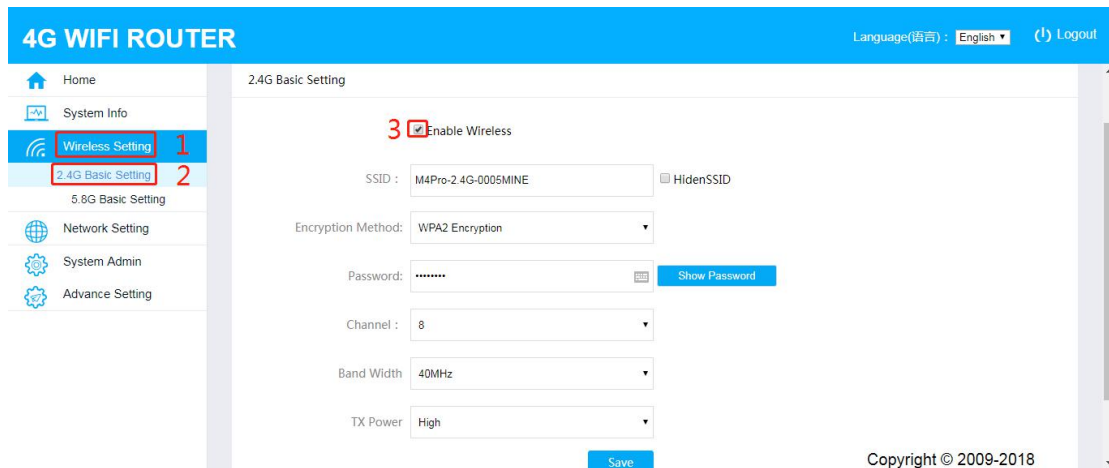 4G WIFI ROUTER
Language(语言) : English
Logout
Home
System Info
Wireless Setting 1
2.4G Basic Setting 2
5.8G Basic Setting
Network Setting
System Admin
Advance Setting
2.4G Basic Setting
3 Enable Wireless
SSID : M4Pro-2.4G-0005MINE HidenSSID
Encryption Method: WPA2 Encryption
Password: •••••••• Show Password
Channel : 8
Band Width 40MHz
TX Power High
Save
Copyright © 2009-2018